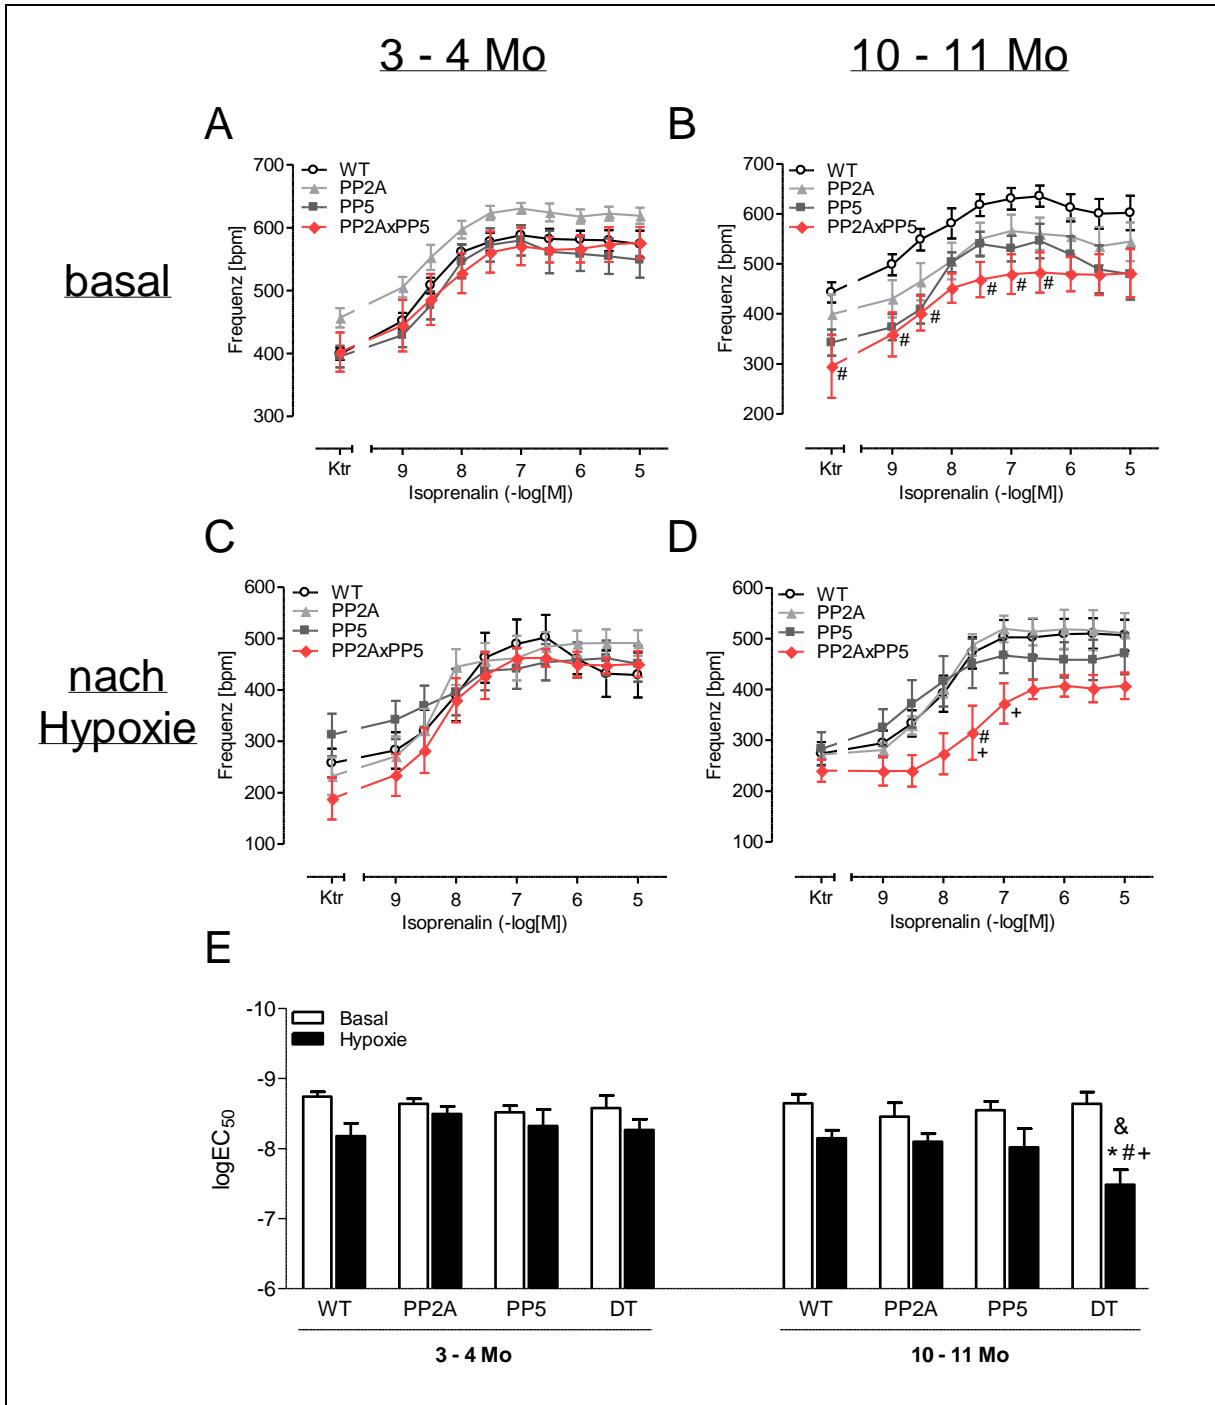 3 - 4 Mo
10 - 11 Mo
basal
nach
Hypoxie
A
700
600
500
400
300
Frequenz [bpm]
WT
PP2A
PP5
PP2AxPP5
Ktr
9
8
7
6
5
Isoprenalin (-log[M])
B
700
600
500
400
300
200
Frequenz [bpm]
WT
PP2A
PP5
PP2AxPP5
#
#
#
#
#
#
Ktr
9
8
7
6
5
Isoprenalin (-log[M])
C
600
500
400
300
200
100
Frequenz [bpm]
WT
PP2A
PP5
PP2AxPP5
Ktr
9
8
7
6
5
Isoprenalin (-log[M])
D
600
500
400
300
200
100
Frequenz [bpm]
WT
PP2A
PP5
PP2AxPP5
#
+
+
Ktr
9
8
7
6
5
Isoprenalin (-log[M])
E
-10
-9
-8
-7
-6
logEC50
Basal
Hypoxie
&
*#+
WT PP2A PP5 DT
WT PP2A PP5 DT
3 - 4 Mo
10 - 11 Mo